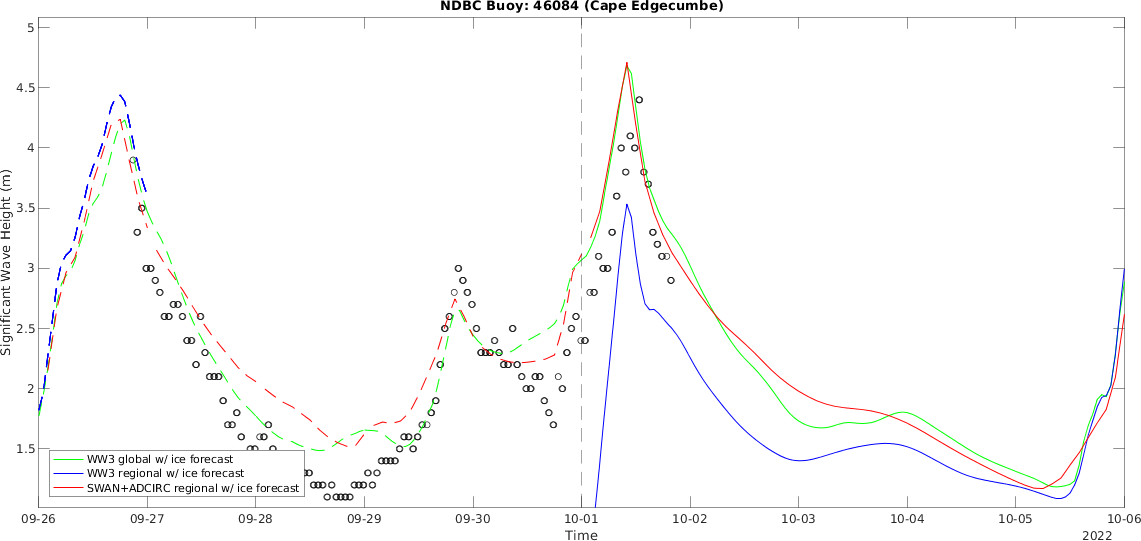 NDBC Buoy: 46084 (Cape Edgecumbe)
5
4.5
4
3.5
3
2.5
2
1.5
Significant Wave Height (m)
WW3 global w/ ice forecast
WW3 regional w/ ice forecast
SWAN+ADCIRC regional w/ ice forecast
09-26 09-27 09-28 09-29 09-30 10-01 10-02 10-03 10-04 10-05 10-06
Time
2022